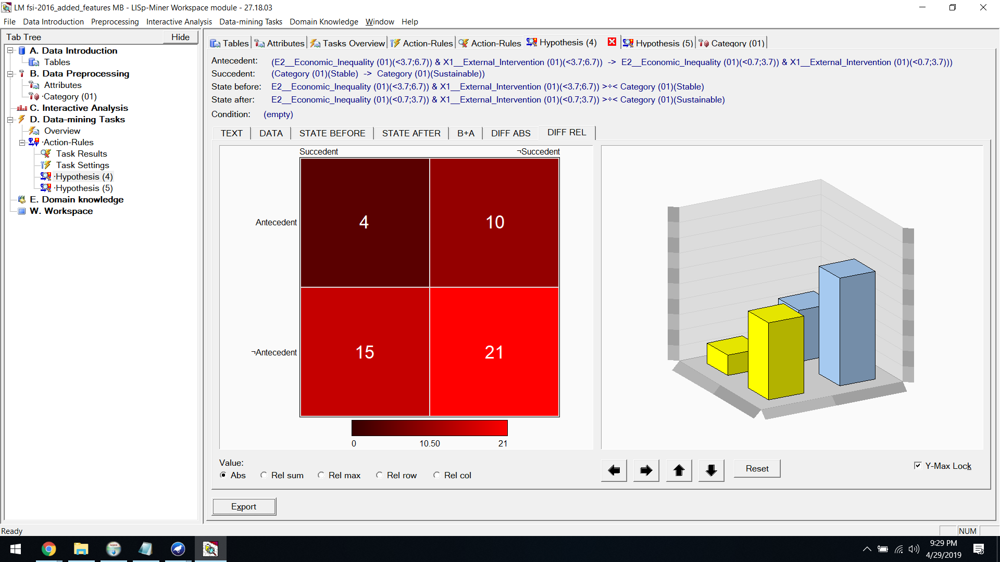 LM fsi-2016_added_features MB - LISp-Miner Workspace module - 27.18.03
File Data Introduction Preprocessing Interactive Analysis Data-mining Tasks Domain Knowledge Window Help
Tab Tree Hide
A. Data Introduction
Tables
B. Data Preprocessing
Attributes
·Category (01)
C. Interactive Analysis
D. Data-mining Tasks
Overview
·Action-Rules
Task Results
Task Settings
·Hypothesis (4)
·Hypothesis (5)
E. Domain knowledge
W. Workspace
Tables Attributes Tasks Overview Action-Rules Action-Rules Hypothesis (4) Hypothesis (5) Category (01)
Antecedent: (E2__Economic_Inequality (01)(<3.7;6.7)) & X1__External_Intervention (01)(<3.7;6.7)) -> E2__Economic_Inequality (01)(<0.7;3.7)) & X1__External_Intervention (01)(<0.7;3.7)))
Succedent: (Category (01)(Stable) -> Category (01)(Sustainable))
State before: E2__Economic_Inequality (01)(<3.7;6.7)) & X1__External_Intervention (01)(<3.7;6.7)) >÷< Category (01)(Stable)
State after: E2__Economic_Inequality (01)(<0.7;3.7)) & X1__External_Intervention (01)(<0.7;3.7)) >÷< Category (01)(Sustainable)
Condition: (empty)
TEXT DATA STATE BEFORE STATE AFTER B+A DIFF ABS DIFF REL
Succedent ¬Succedent
Antecedent 4 10
¬Antecedent 15 21
0 10.50 21
Value:
Abs Rel sum Rel max Rel row Rel col
Reset
Y-Max Lock
Export
Ready
NUM
9:29 PM
4/29/2019